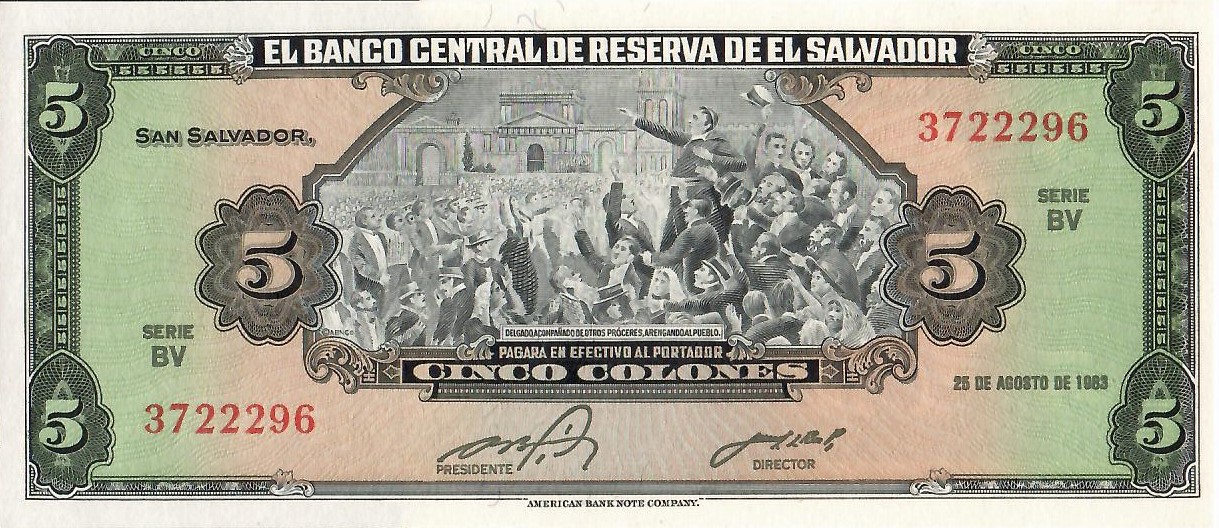 EL BANCO CENTRAL DE RESERVA DE EL SALVADOR
CINCO
CINCO
555555
555555
5
5
SAN SALVADOR,
3722296
SERIE
BV
5
5
SERIE
BV
DELGADO, ACOMPAÑADO DE OTROS PRÓCERES, ARENGANDO AL PUEBLO.
PAGARA EN EFECTIVO AL PORTADOR
CINCO COLONES
25 DE AGOSTO DE 1983
3722296
5
5
PRESIDENTE
DIRECTOR
AMERICAN BANK NOTE COMPANY.